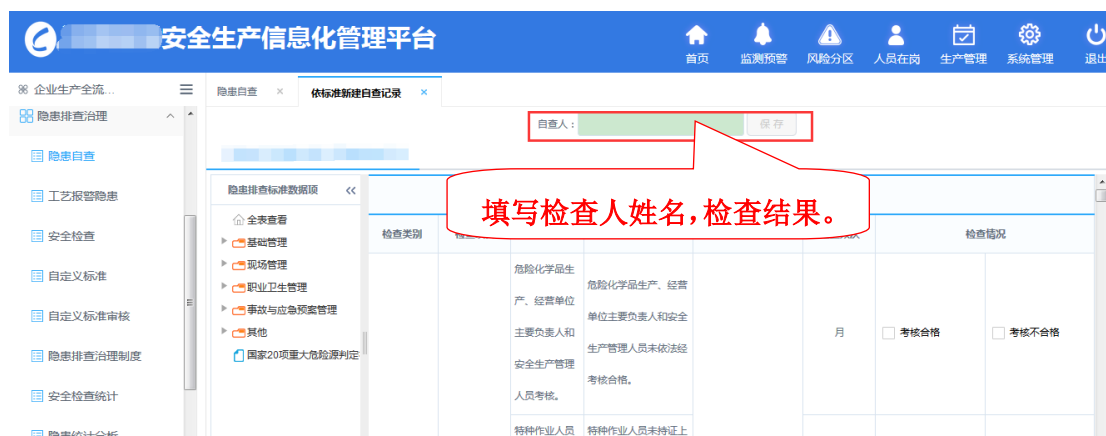 安全生产信息化管理平台
首页 监测预警 风险分区 人员在岗 生产管理 系统管理 退出
企业生产全流...
隐患自查 × 依标准新建自查记录 ×
隐患排查治理
自查人： 保存
隐患自查
工艺报警隐患
安全检查
自定义标准
自定义标准审核
隐患排查治理制度
安全检查统计
隐患排查标准数据项
全表查看
基础管理
现场管理
职业卫生管理
事故与应急预案管理
其他
国家20项重大危险源判定
填写检查人姓名,检查结果。
检查类别 检查情况
危险化学品生
产、经营单位
主要负责人和
安全生产管理
人员考核。
危险化学品生产、经营
单位主要负责人和安全
生产管理人员未依法经
考核合格。
月 考核合格 考核不合格
特种作业人员 特种作业人员未持证上